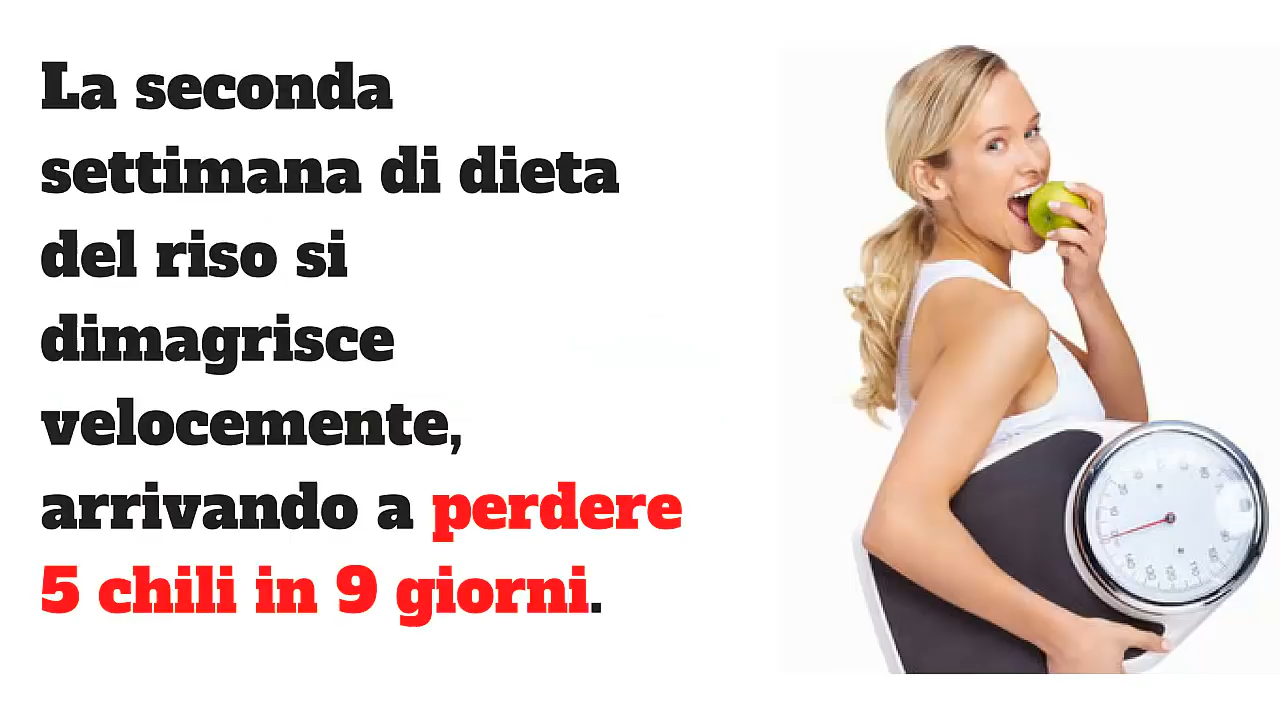 La seconda
settimana di dieta
del riso si
dimagrisce
velocemente,
arrivando a perdere
5 chili in 9 giorni.